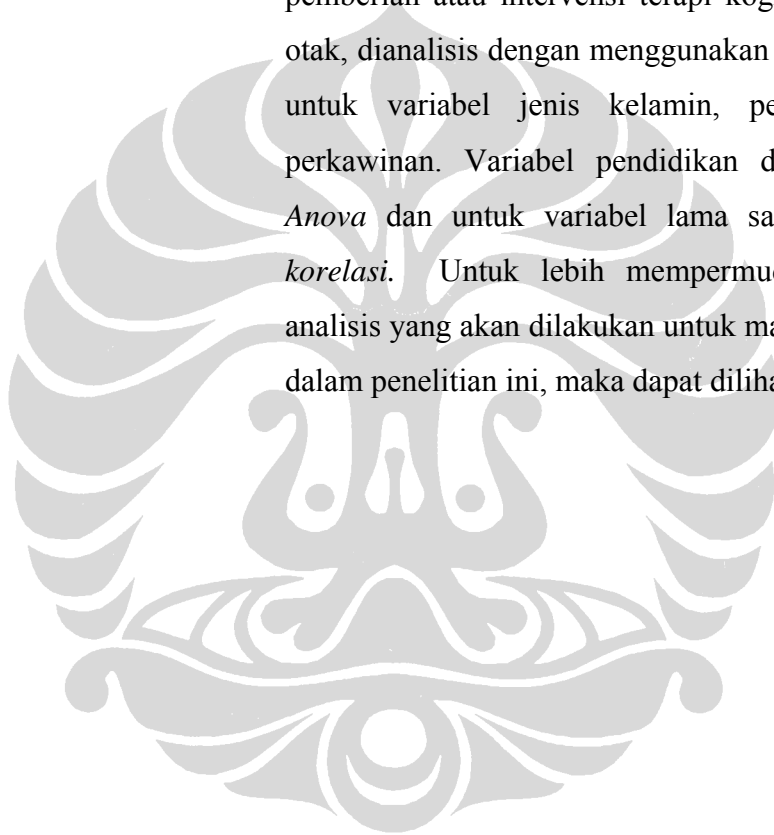 pemberian atau intervensi terapi kog
otak, dianalisis dengan menggunakan
untuk variabel jenis kelamin, pe
perkawinan. Variabel pendidikan d
Anova dan untuk variabel lama sa
korelasi. Untuk lebih mempermud
analisis yang akan dilakukan untuk ma
dalam penelitian ini, maka dapat diliha